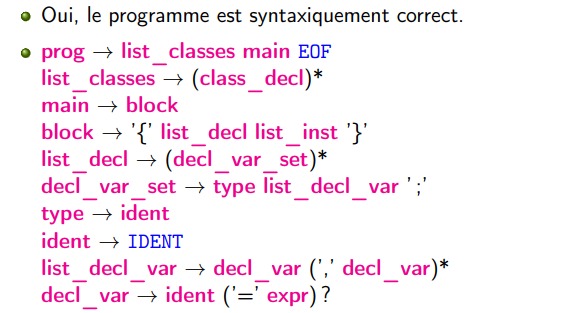 Oui, le programme est syntaxiquement correct.
prog → list_classes main EOF
list_classes → (class_decl)*
main → block
block → '{' list_decl list_inst '}'
list_decl → (decl_var_set)*
decl_var_set → type list_decl_var ';'
type → ident
ident → IDENT
list_decl_var → decl_var (',' decl_var)*
decl_var → ident ('=' expr)?